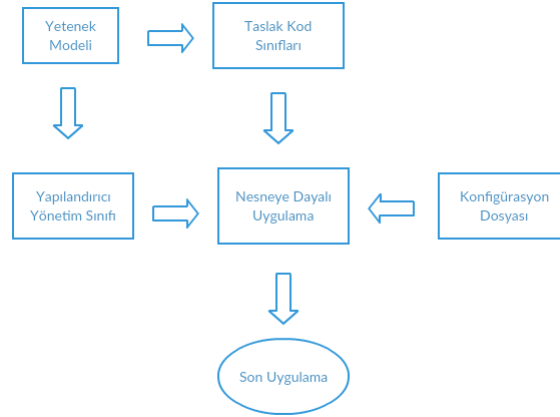 Yetenek
Modeli
Taslak Kod
Sınıfları
Yapılandırıcı
Yönetim Sınıfı
Nesneye Dayalı
Uygulama
Konfigürasyon
Dosyası
Son Uygulama